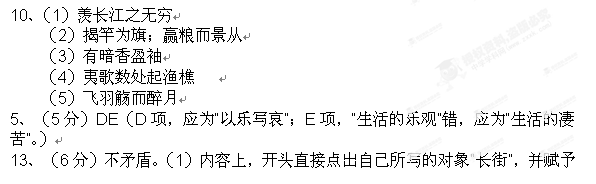 10、（1）羡长江之无穷
（2）揭竿为旗；赢粮而景从
（3）有暗香盈袖
（4）夷歌数处起渔樵
（5）飞羽觞而醉月
5、（5分）DE（D项，应为"以乐写哀"；E项，"生活的乐观"错，应为"生活的凄
苦"。）
13、（6分）不矛盾。（1）内容上，开头直接点出自己所写的对象"长街"，并赋予